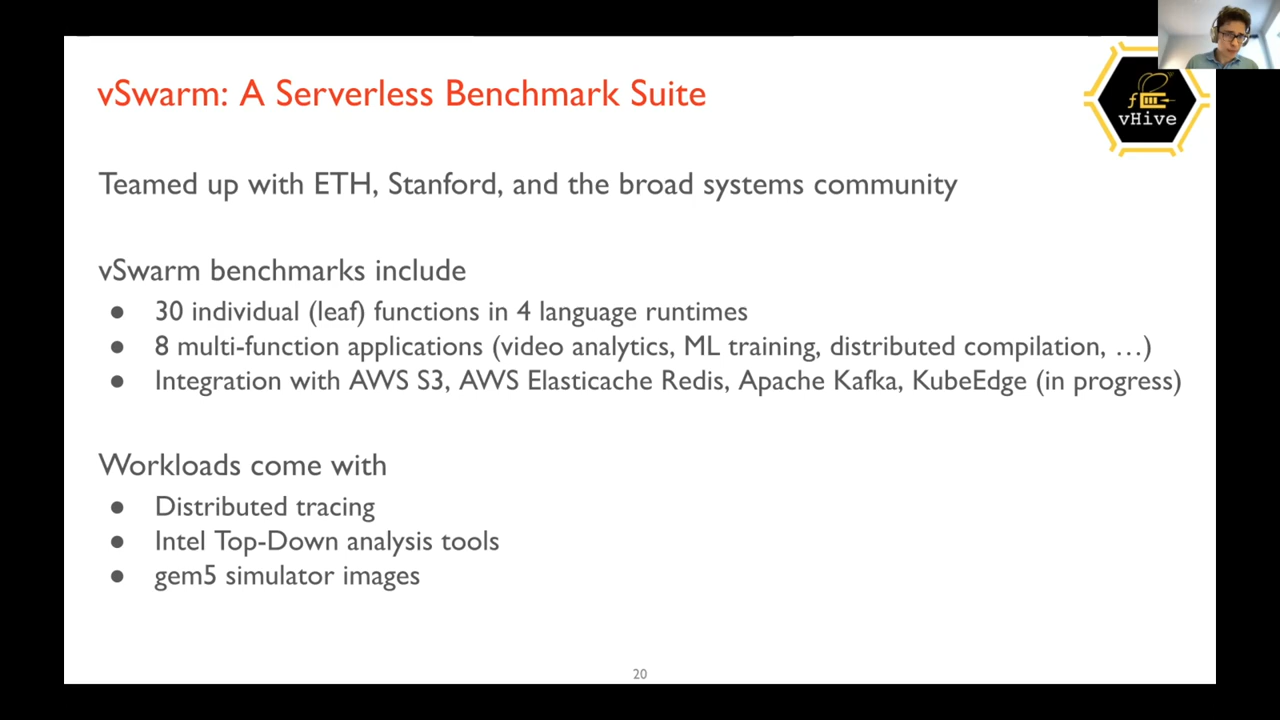 vSwarm: A Serverless Benchmark Suite
vHive
Teamed up with ETH, Stanford, and the broad systems community
vSwarm benchmarks include
● 30 individual (leaf) functions in 4 language runtimes
● 8 multi-function applications (video analytics, ML training, distributed compilation, …)
● Integration with AWS S3, AWS Elasticache Redis, Apache Kafka, KubeEdge (in progress)
Workloads come with
● Distributed tracing
● Intel Top-Down analysis tools
● gem5 simulator images
20